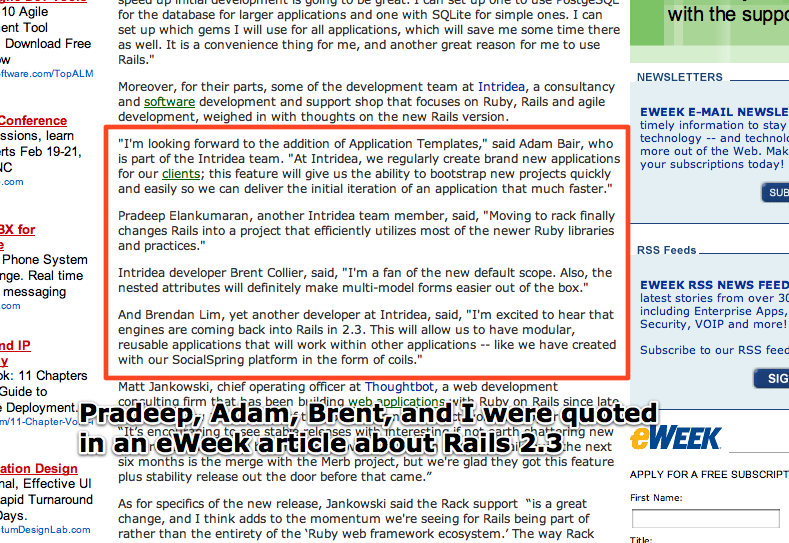 speed up initial development is going to be great. I can set up one to use PostgreSQL
for the database for larger applications and one with SQLite for simple ones. I can
set up which gems I will use for all applications, which will save me some time there
as well. It is a convenience thing for me, and another great reason for me to use
Rails."
Moreover, for their parts, some of the development team at Intridea, a consultancy
and software development and support shop that focuses on Ruby, Rails and agile
development, weighed in with thoughts on the new Rails version.
"I'm looking forward to the addition of Application Templates," said Adam Bair, who
is part of the Intridea team. "At Intridea, we regularly create brand new applications
for our clients; this feature will give us the ability to bootstrap new projects quickly
and easily so we can deliver the initial iteration of an application that much faster."
Pradeep Elankumaran, another Intridea team member, said, "Moving to rack finally
changes Rails into a project that efficiently utilizes most of the newer Ruby libraries
and practices."
Intridea developer Brent Collier, said, "I'm a fan of the new default scope. Also, the
nested attributes will definitely make multi-model forms easier out of the box."
And Brendan Lim, yet another developer at Intridea, said, "I'm excited to hear that
engines are coming back into Rails in 2.3. This will allow us to have modular,
reusable applications that will work within other applications -- like we have created
with our SocialSpring platform in the form of coils."
Matt Jankowski, chief operating officer at Thoughtbot, a web development
consulting firm that has been building web applications with Ruby on Rails since late
Pradeep, Adam, Brent, and I were quoted
in an eWeek article about Rails 2.3
"It's encouraging to see stable releases with interesting if not earth shattering new
the next
six months is the merge with the Merb project, but we're glad they got this feature
plus stability release out the door before that came."
As for specifics of the new release, Jankowski said the Rack support "is a great
change, and I think adds to the momentum we're seeing for Rails being part of
rather than the entirety of the 'Ruby web framework ecosystem.' The way Rack
10 Agile
ent Tool
Download Free
ow
oftware.com/TopALM
Conference
ssions, learn
erts Feb 19-21,
NC
e.com
BX for
e
Phone System
nge. Real time
messaging
.com
nd IP
y
ok: 11 Chapters
Guide to
e Deployment.
/11-Chapter-Vo
ation Design
nal, Effective UI
apid Turnaround
Days.
tumDesignLab.com
with the suppo
NEWSLETTERS
EWEEK E-MAIL NEWSLE
timely information to stay
technology -- and technolo
more out of the Web. Mak
your subscriptions today!
SUB
RSS Feeds
EWEEK RSS NEWS FEED
latest stories from over 30
including Enterprise Apps,
Security, VOIP and more!
Subscribe to our RSS feed
SIG
eWEEK
APPLY FOR A FREE SUBSCRIPT
First Name:
Title: